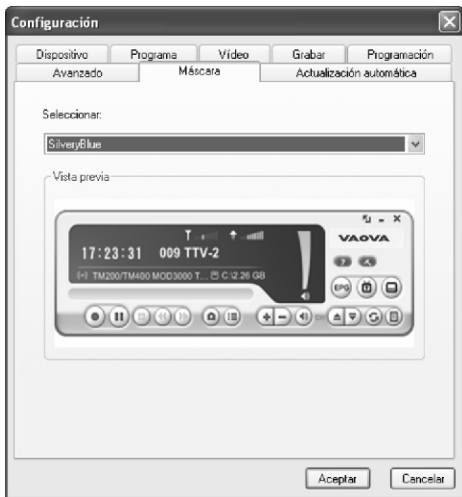 Configuración
Dispositivo Programa Vídeo Grabar Programación
Avanzado Máscara Actualización automática
Seleccionar:
SilveryBlue
Vista previa
VAOVA
17:23:31 009 TTV-2
TM200/TM400 MOD3000 T... C:\2.26 GB
EPG
Aceptar Cancelar